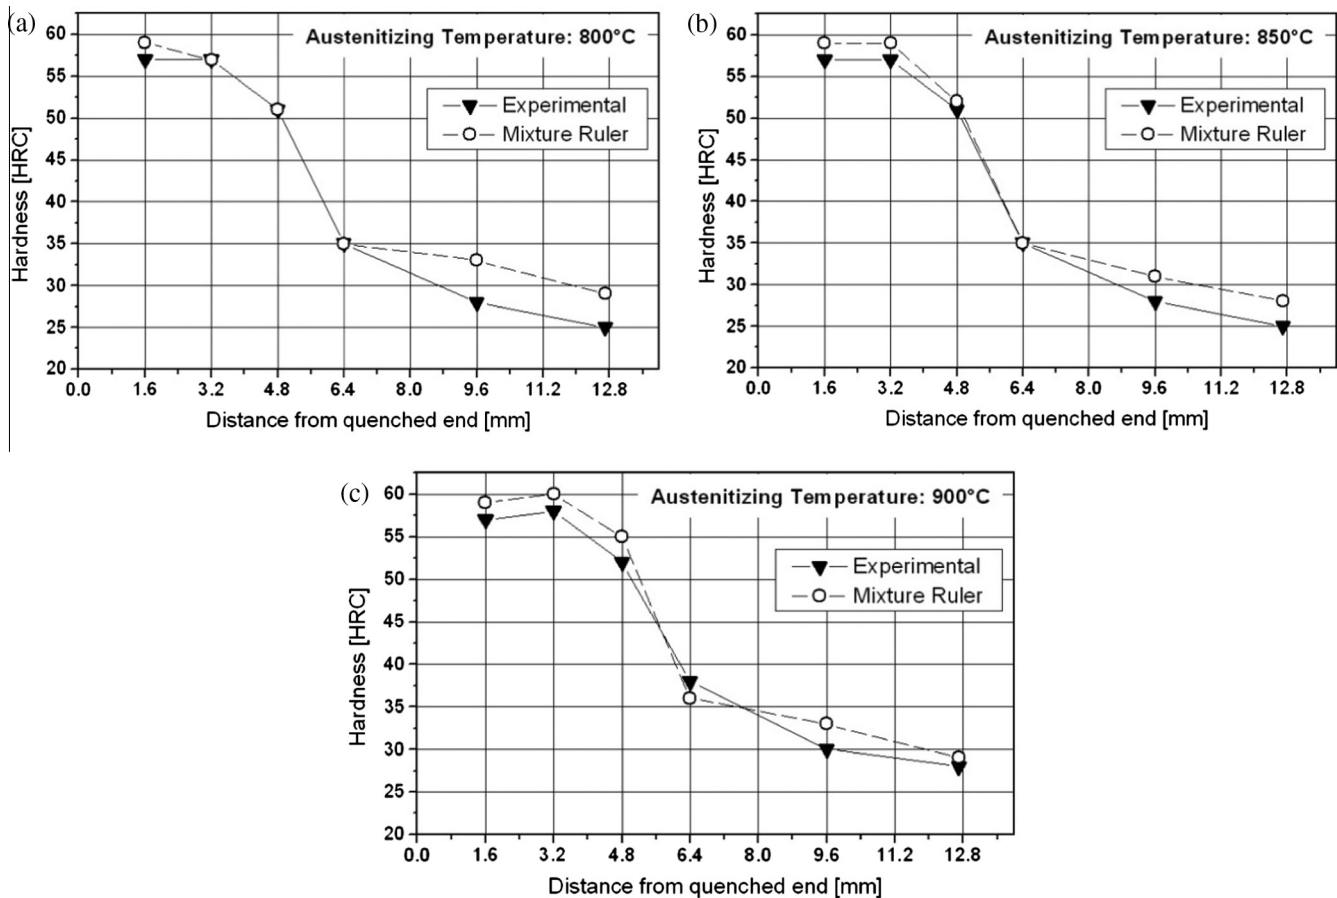 (a)
Austenitizing Temperature: 800°C
Experimental
Mixture Ruler
Hardness [HRC]
60
55
50
45
40
35
30
25
20
0.0 1.6 3.2 4.8 6.4 8.0 9.6 11.2 12.8
Distance from quenched end [mm]
(b)
Austenitizing Temperature: 850°C
Experimental
Mixture Ruler
Hardness [HRC]
60
55
50
45
40
35
30
25
20
0.0 1.6 3.2 4.8 6.4 8.0 9.6 11.2 12.8
Distance from quenched end [mm]
(c)
Austenitizing Temperature: 900°C
Experimental
Mixture Ruler
Hardness [HRC]
60
55
50
45
40
35
30
25
20
0.0 1.6 3.2 4.8 6.4 8.0 9.6 11.2 12.8
Distance from quenched end [mm]